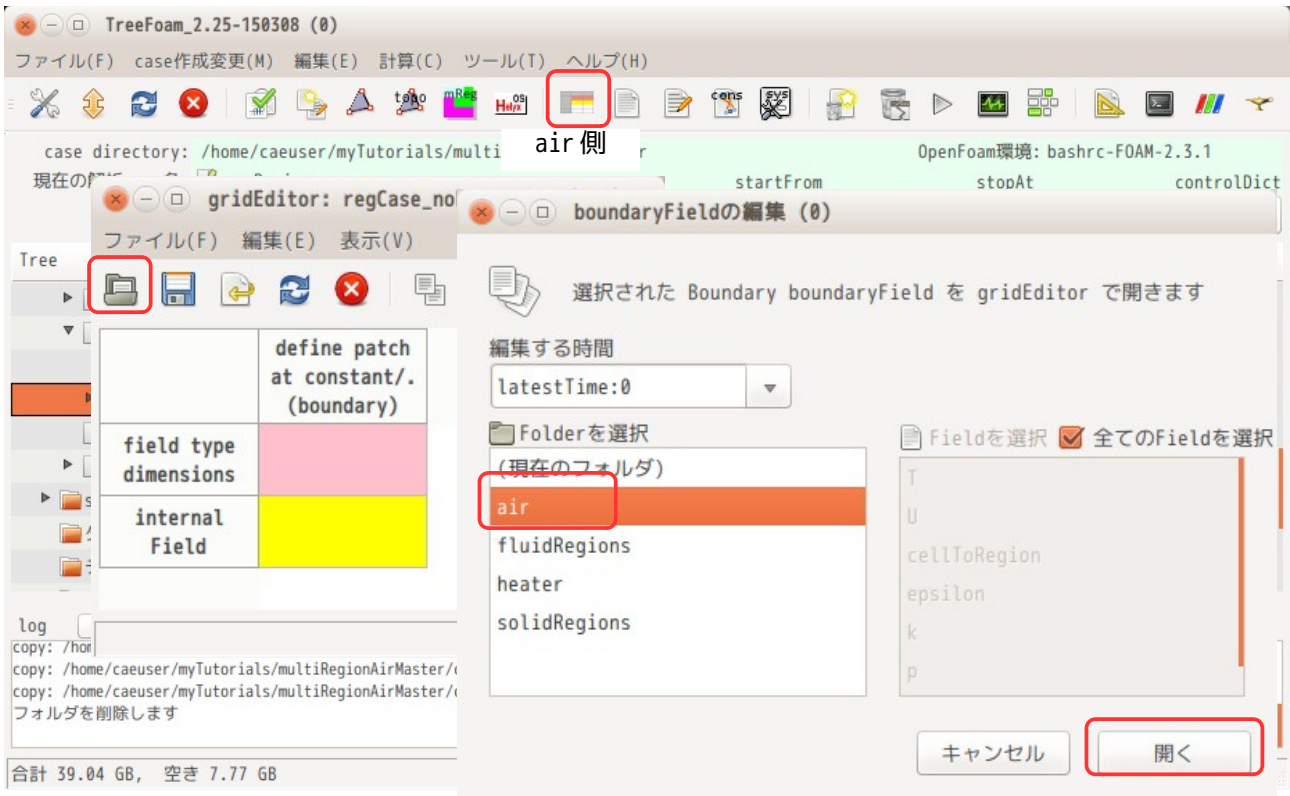 TreeFoam_2.25-150308 (0)
ファイル(F) case作成変更(M) 編集(E) 計算(C) ツール(T) ヘルプ(H)
topo mReg Helyx OS cons sys
air側
case directory: /home/caeuser/myTutorials/multi r OpenFoam環境: bashrc-FOAM-2.3.1
現在の startFrom stopAt controlDict
gridEditor: regCase_no
ファイル(F) 編集(E) 表示(V)
define patch
at constant/.
(boundary)
field type
dimensions
internal
Field
boundaryFieldの編集 (0)
選択された Boundary boundaryField を gridEditor で開きます
編集する時間
latestTime:0
Folderを選択
(現在のフォルダ)
air
fluidRegions
heater
solidRegions
Fieldを選択 全てのFieldを選択
T
U
cellToRegion
epsilon
k
p
キャンセル 開く
Tree
s
log
copy: /hom
copy: /home/caeuser/myTutorials/multiRegionAirMaster/
copy: /home/caeuser/myTutorials/multiRegionAirMaster/
フォルダを削除します
合計 39.04 GB, 空き 7.77 GB